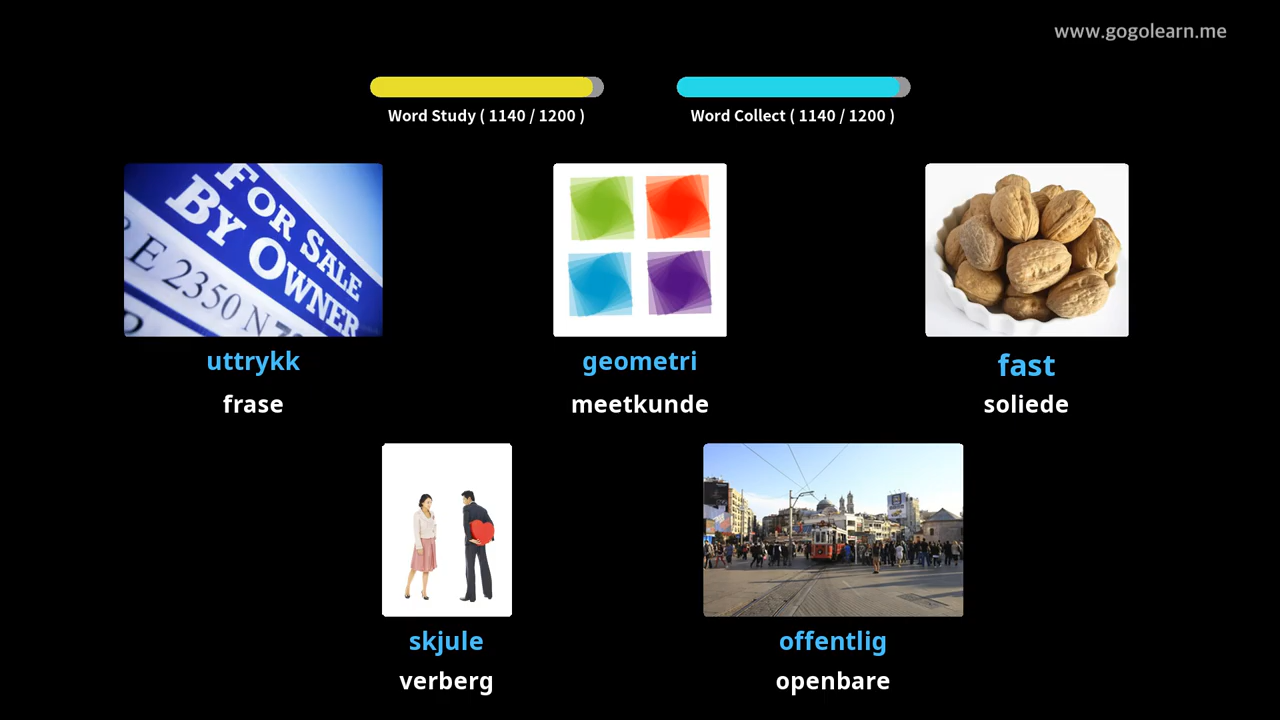 www.gogolearn.me
Word Study ( 1140 / 1200 )
Word Collect ( 1140 / 1200 )
FOR SALE
BY OWNER
E 2350 N
uttrykk
geometri
fast
frase
meetkunde
soliede
skjule
offentlig
verberg
openbare